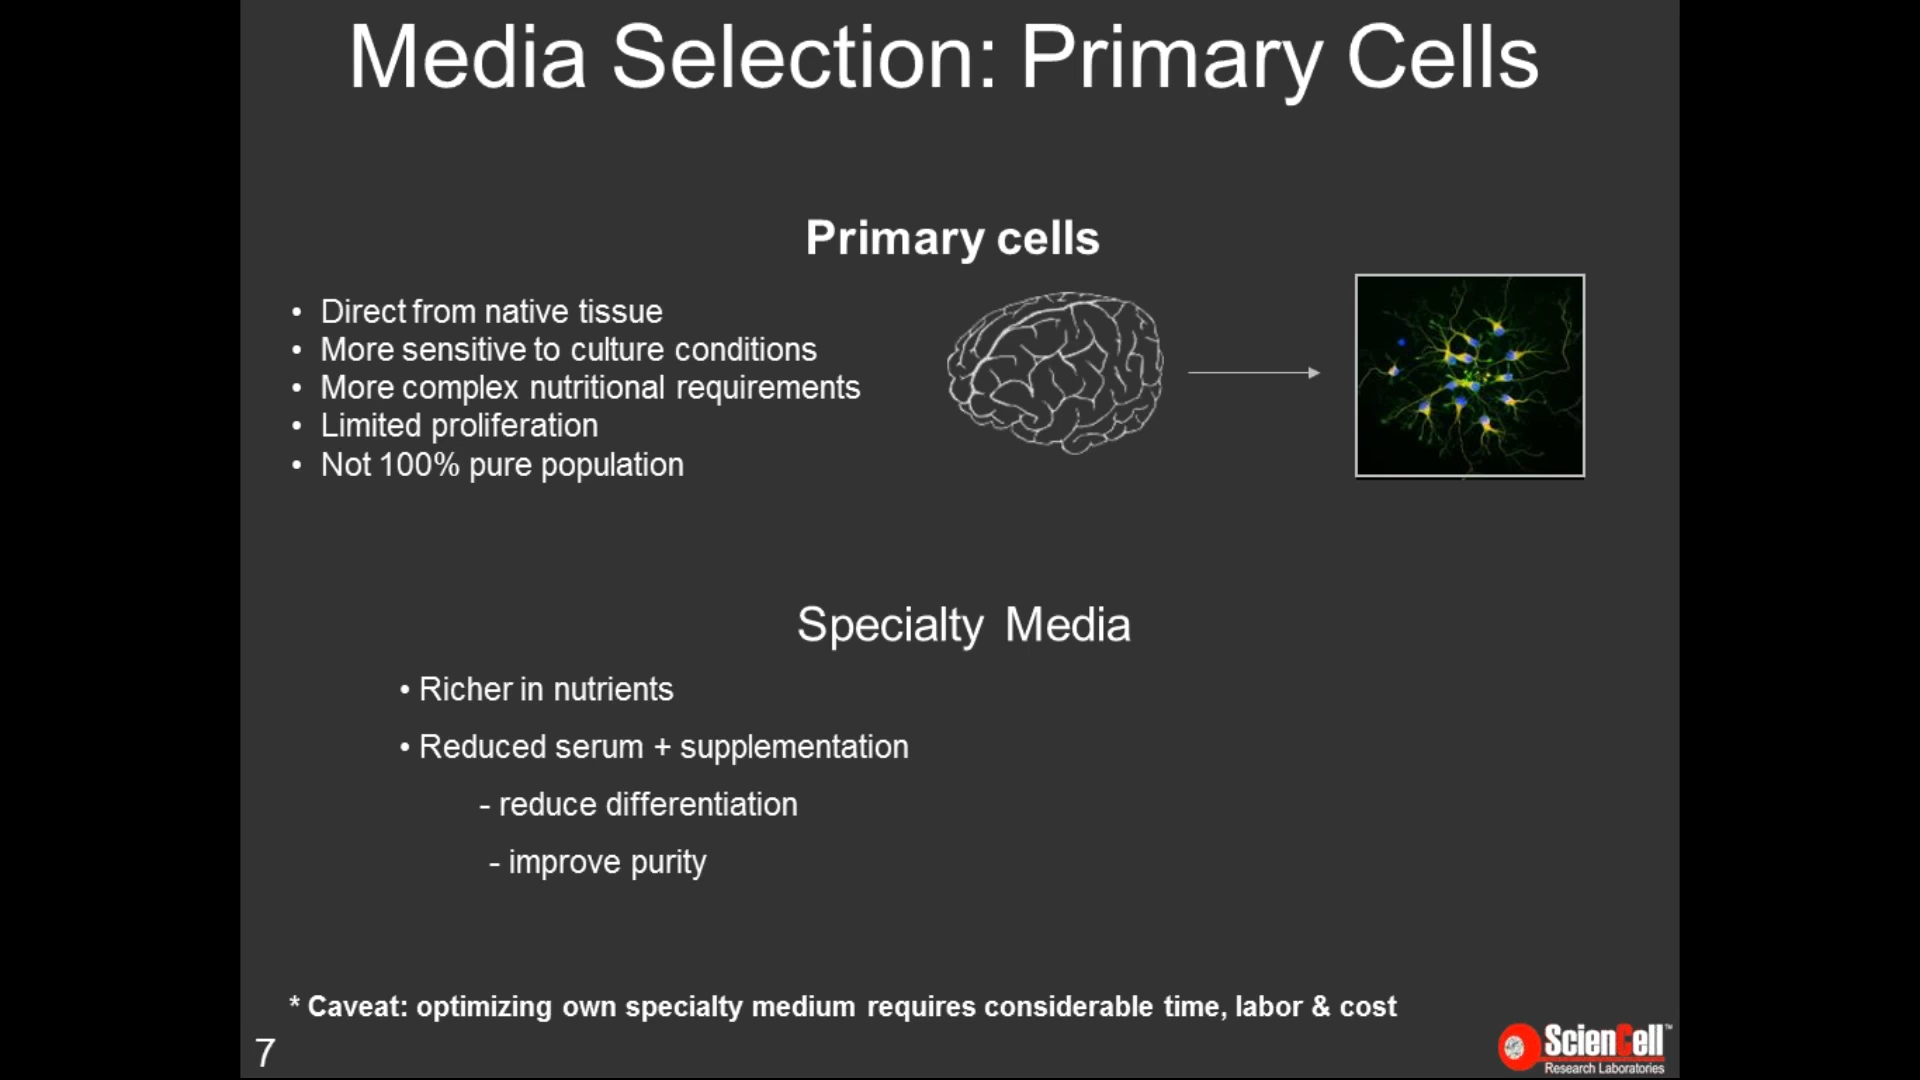 Media Selection: Primary Cells
Primary cells
• Direct from native tissue
• More sensitive to culture conditions
• More complex nutritional requirements
• Limited proliferation
• Not 100% pure population
Specialty Media
• Richer in nutrients
• Reduced serum + supplementation
- reduce differentiation
- improve purity
* Caveat: optimizing own specialty medium requires considerable time, labor & cost
7
ScienCell™
Research Laboratories